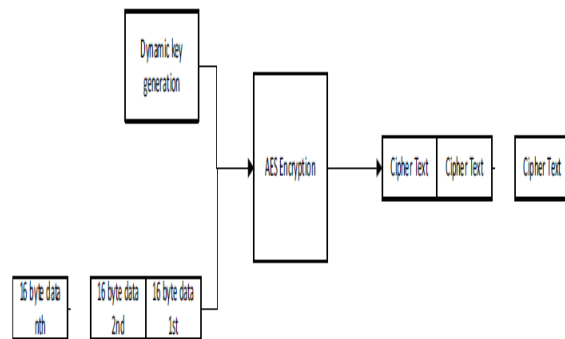 Dynamic key
generation
AES Encryption
Cipher Text
Cipher Text
Cipher Text
16 byte data
nth
16 byte data
2nd
16 byte data
1st